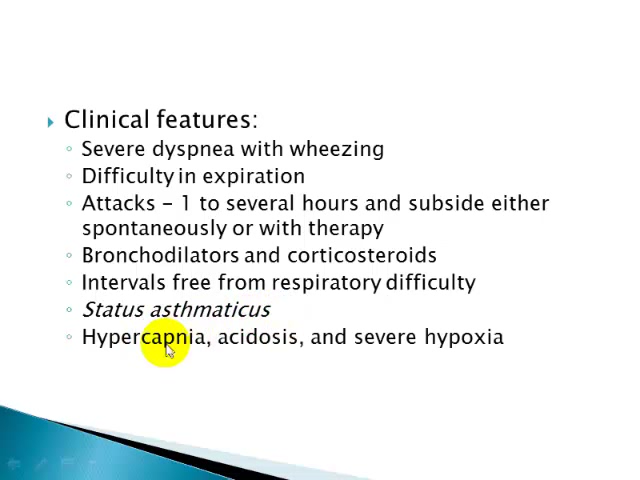 Clinical features:
Severe dyspnea with wheezing
Difficulty in expiration
Attacks – 1 to several hours and subside either
spontaneously or with therapy
Bronchodilators and corticosteroids
Intervals free from respiratory difficulty
Status asthmaticus
Hypercapnia, acidosis, and severe hypoxia